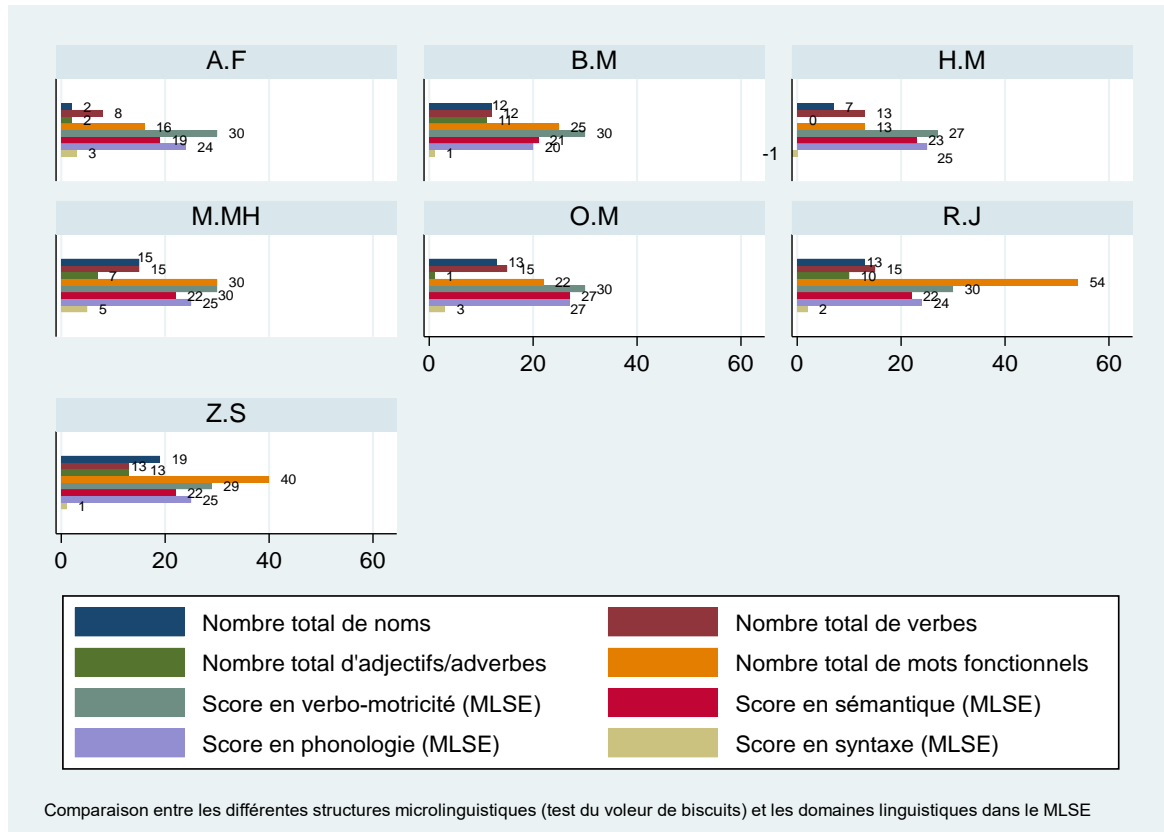 A.F
2
8
2
16
30
19
24
3
B.M
12
12
11
25
30
21
20
1
H.M
7
13
0
13
27
23
25
-1
M.MH
15
15
7
30
30
22
25
5
O.M
13
15
1
22
30
27
27
3
0 20 40 60
R.J
13
15
10
54
30
22
24
2
0 20 40 60
Z.S
19
13
13
40
29
22
25
1
0 20 40 60
Nombre total de noms
Nombre total de verbes
Nombre total d'adjectifs/adverbes
Nombre total de mots fonctionnels
Score en verbo-motricité (MLSE)
Score en sémantique (MLSE)
Score en phonologie (MLSE)
Score en syntaxe (MLSE)
Comparaison entre les différentes structures microlinguistiques (test du voleur de biscuits) et les domaines linguistiques dans le MLSE